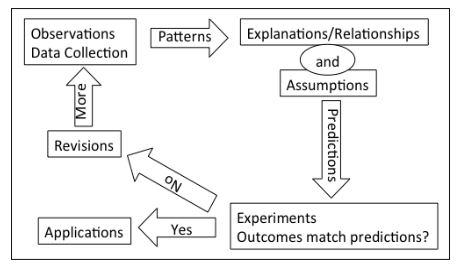 Observations
Data Collection
Patterns
Explanations/Relationships
and
Assumptions
Predictions
Experiments
Outcomes match predictions?
No
Revisions
More
Yes
Applications